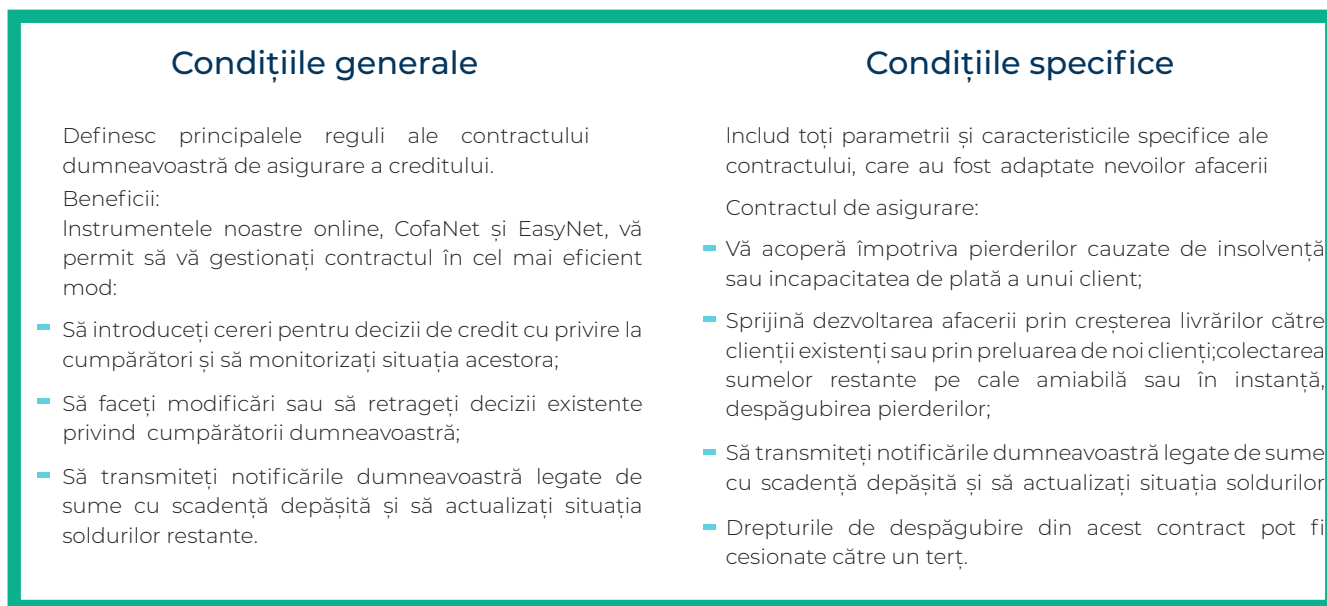 Condițiile generale
Definesc principalele reguli ale contractului
dumneavoastră de asigurare a creditului.
Beneficii:
Instrumentele noastre online, CofaNet și EasyNet, vă
permit să vă gestionați contractul în cel mai eficient
mod:
Să introduceți cereri pentru decizii de credit cu privire la
cumpărători și să monitorizați situația acestora;
Să faceți modificări sau să retrageți decizii existente
privind cumpărătorii dumneavoastră;
Să transmiteți notificările dumneavoastră legate de
sume cu scadență depășită și să actualizați situația
soldurilor restante.
Condițiile specifice
Includ toți parametrii și caracteristicile specifice ale
contractului, care au fost adaptate nevoilor afacerii
Contractul de asigurare:
Vă acoperă împotriva pierderilor cauzate de insolvență
sau incapacitatea de plată a unui client;
Sprijină dezvoltarea afacerii prin creșterea livrărilor către
clienții existenți sau prin preluarea de noi clienți;colectarea
sumelor restante pe cale amiabilă sau în instanță,
despăgubirea pierderilor;
Să transmiteți notificările dumneavoastră legate de sume
cu scadență depășită și să actualizați situația soldurilor
Drepturile de despăgubire din acest contract pot fi
cesionate către un terț.